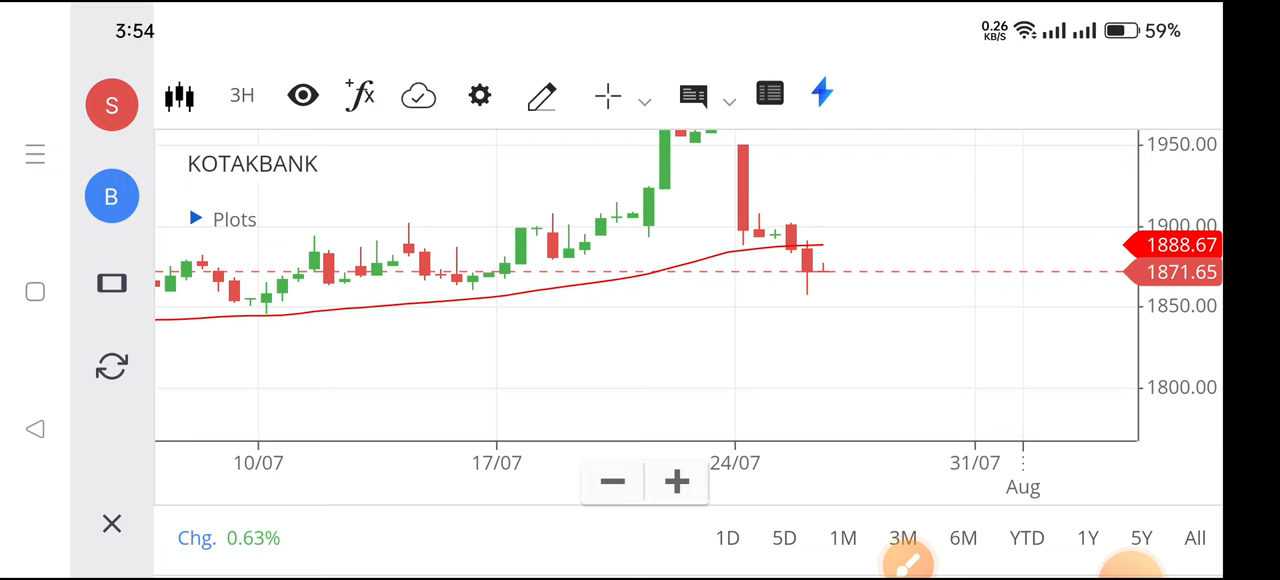 3:54
0.26
KB/S
59%
S
3H
fx
B
KOTAKBANK
Plots
1950.00
1900.00
1888.67
1871.65
1850.00
1800.00
10/07
17/07
24/07
31/07
Aug
Chg. 0.63%
1D 5D 1M 3M 6M YTD 1Y 5Y All